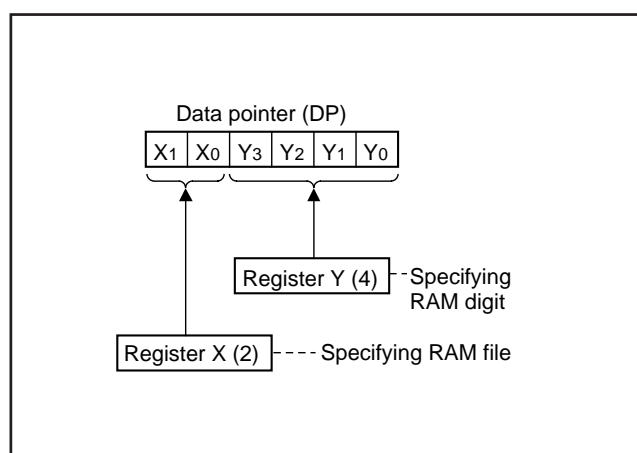 Data pointer (DP)
X1 X0 Y3 Y2 Y1 Y0
Register Y (4)
Specifying
RAM digit
Register X (2)
Specifying RAM file